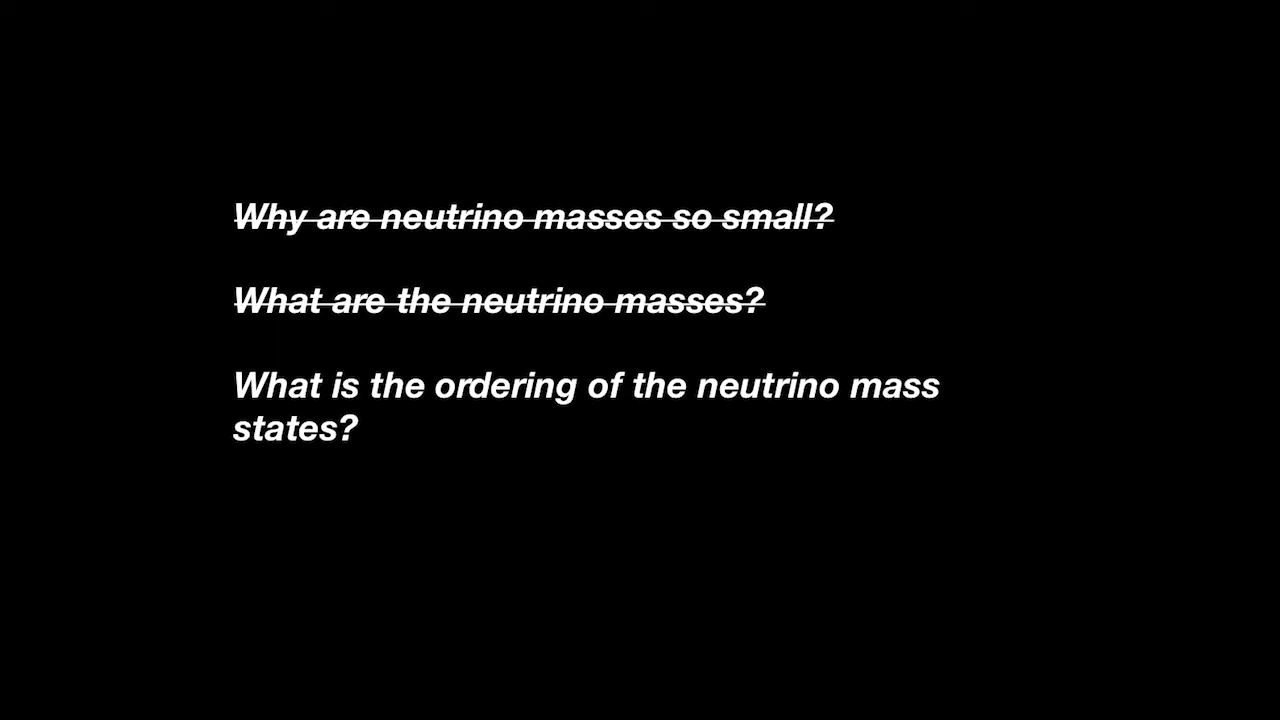 Why are neutrino masses so small?
What are the neutrino masses?
What is the ordering of the neutrino mass
states?